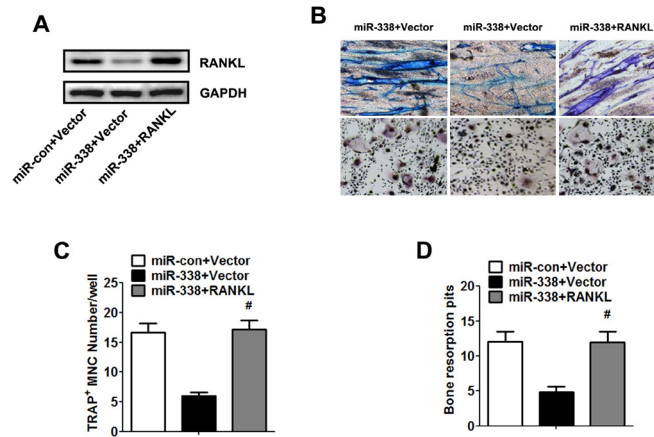 A
RANKL
GAPDH
miR-con+Vector
miR-338+Vector
miR-338+RANKL
B
miR-338+Vector miR-338+Vector miR-338+RANKL
C
miR-con+Vector
miR-338+Vector
miR-338+RANKL
TRAP+ MNC Number/well
25
20
15
10
5
0
#
D
miR-con+Vector
miR-338+Vector
miR-338+RANKL
Bone resorption pits
20
15
10
5
0
#